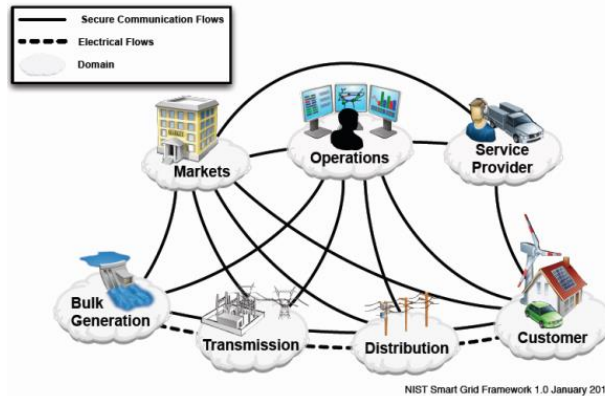 Secure Communication Flows
Electrical Flows
Domain
Markets
Operations
Service
Provider
Bulk
Generation
Transmission
Distribution
Customer
NIST Smart Grid Framework 1.0 January 201